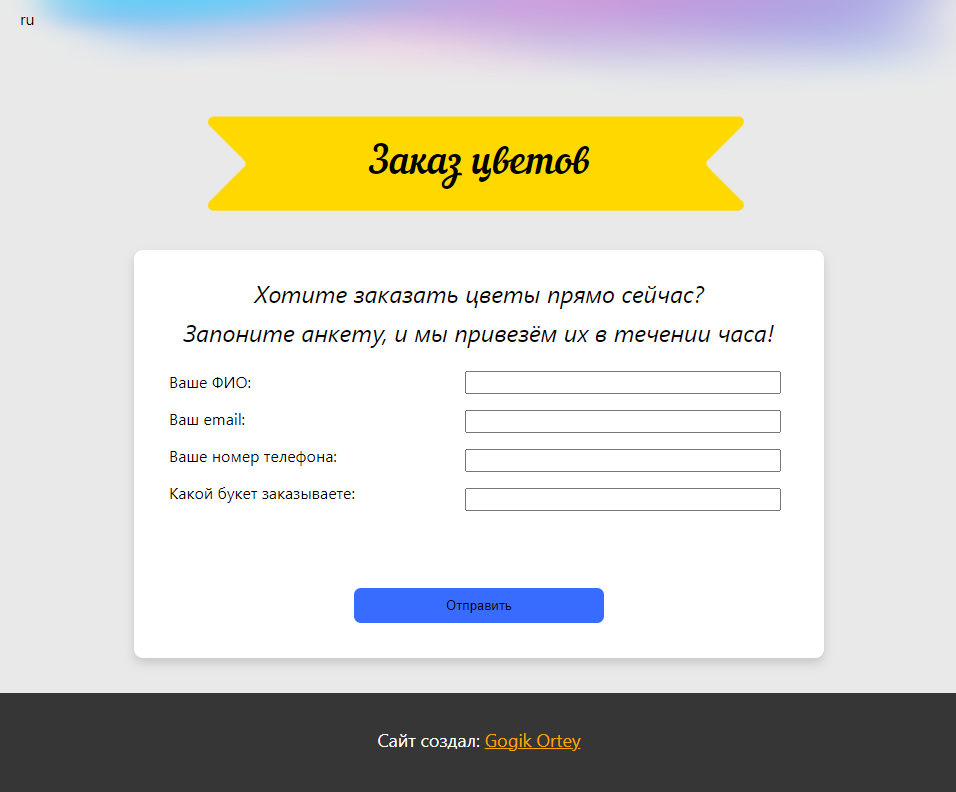 ru
Заказ цветов
Хотите заказать цветы прямо сейчас?
Запоните анкету, и мы привезём их в течении часа!
Ваше ФИО:
Ваш email:
Ваше номер телефона:
Какой букет заказываете:
Отправить
Сайт создал: Gogik Ortey